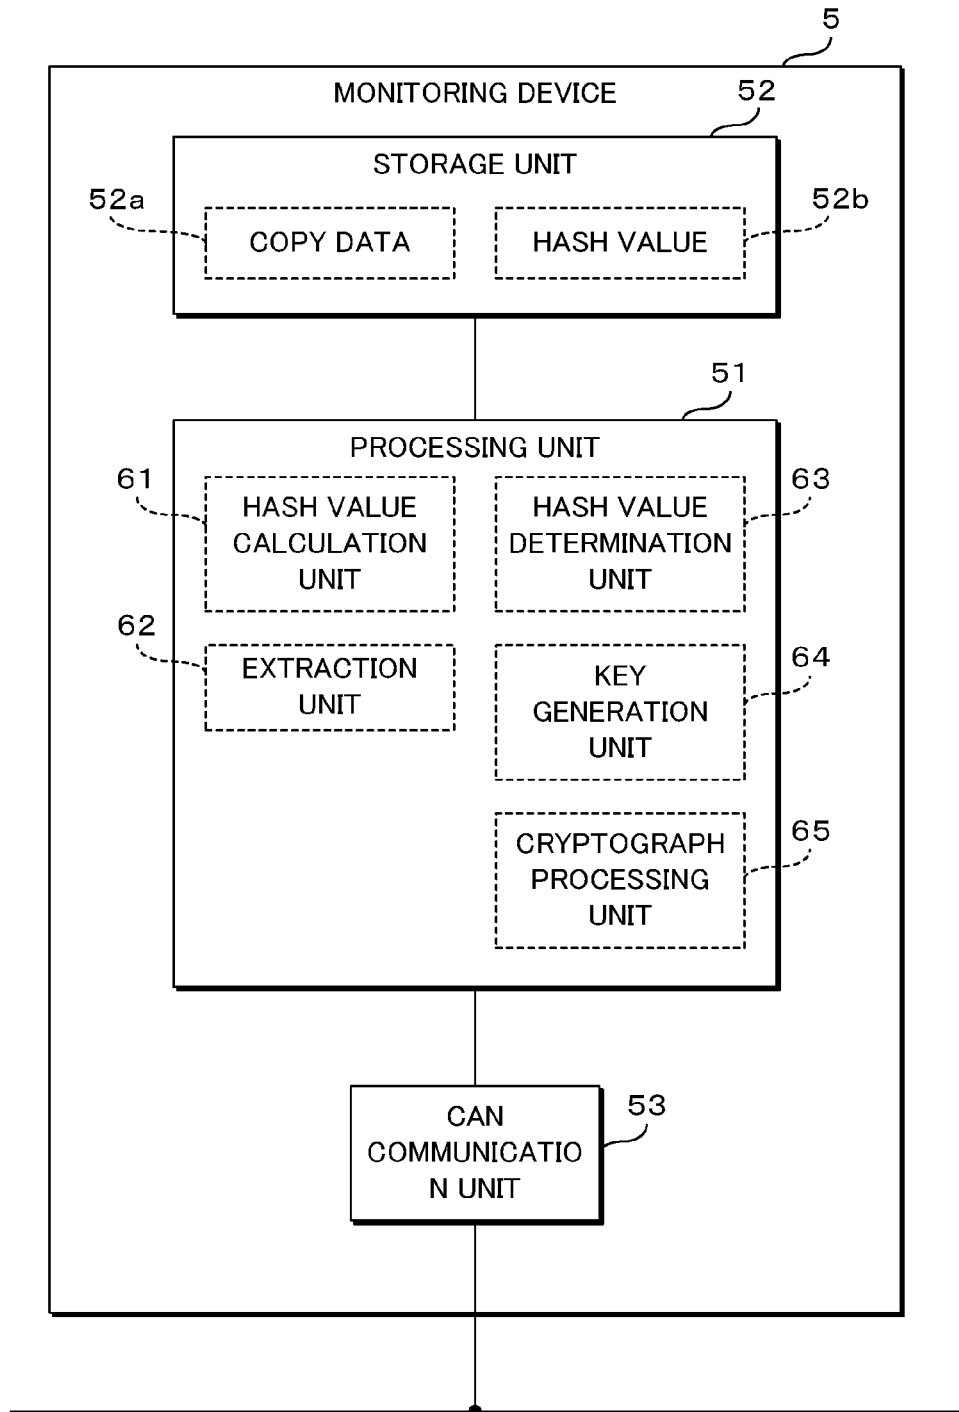 5
MONITORING DEVICE
52
STORAGE UNIT
52a
52b
COPY DATA
HASH VALUE
51
PROCESSING UNIT
61
63
HASH VALUE
CALCULATION
UNIT
HASH VALUE
DETERMINATION
UNIT
62
EXTRACTION
UNIT
64
KEY
GENERATION
UNIT
65
CRYPTOGRAPH
PROCESSING
UNIT
53
CAN
COMMUNICATIO
N UNIT